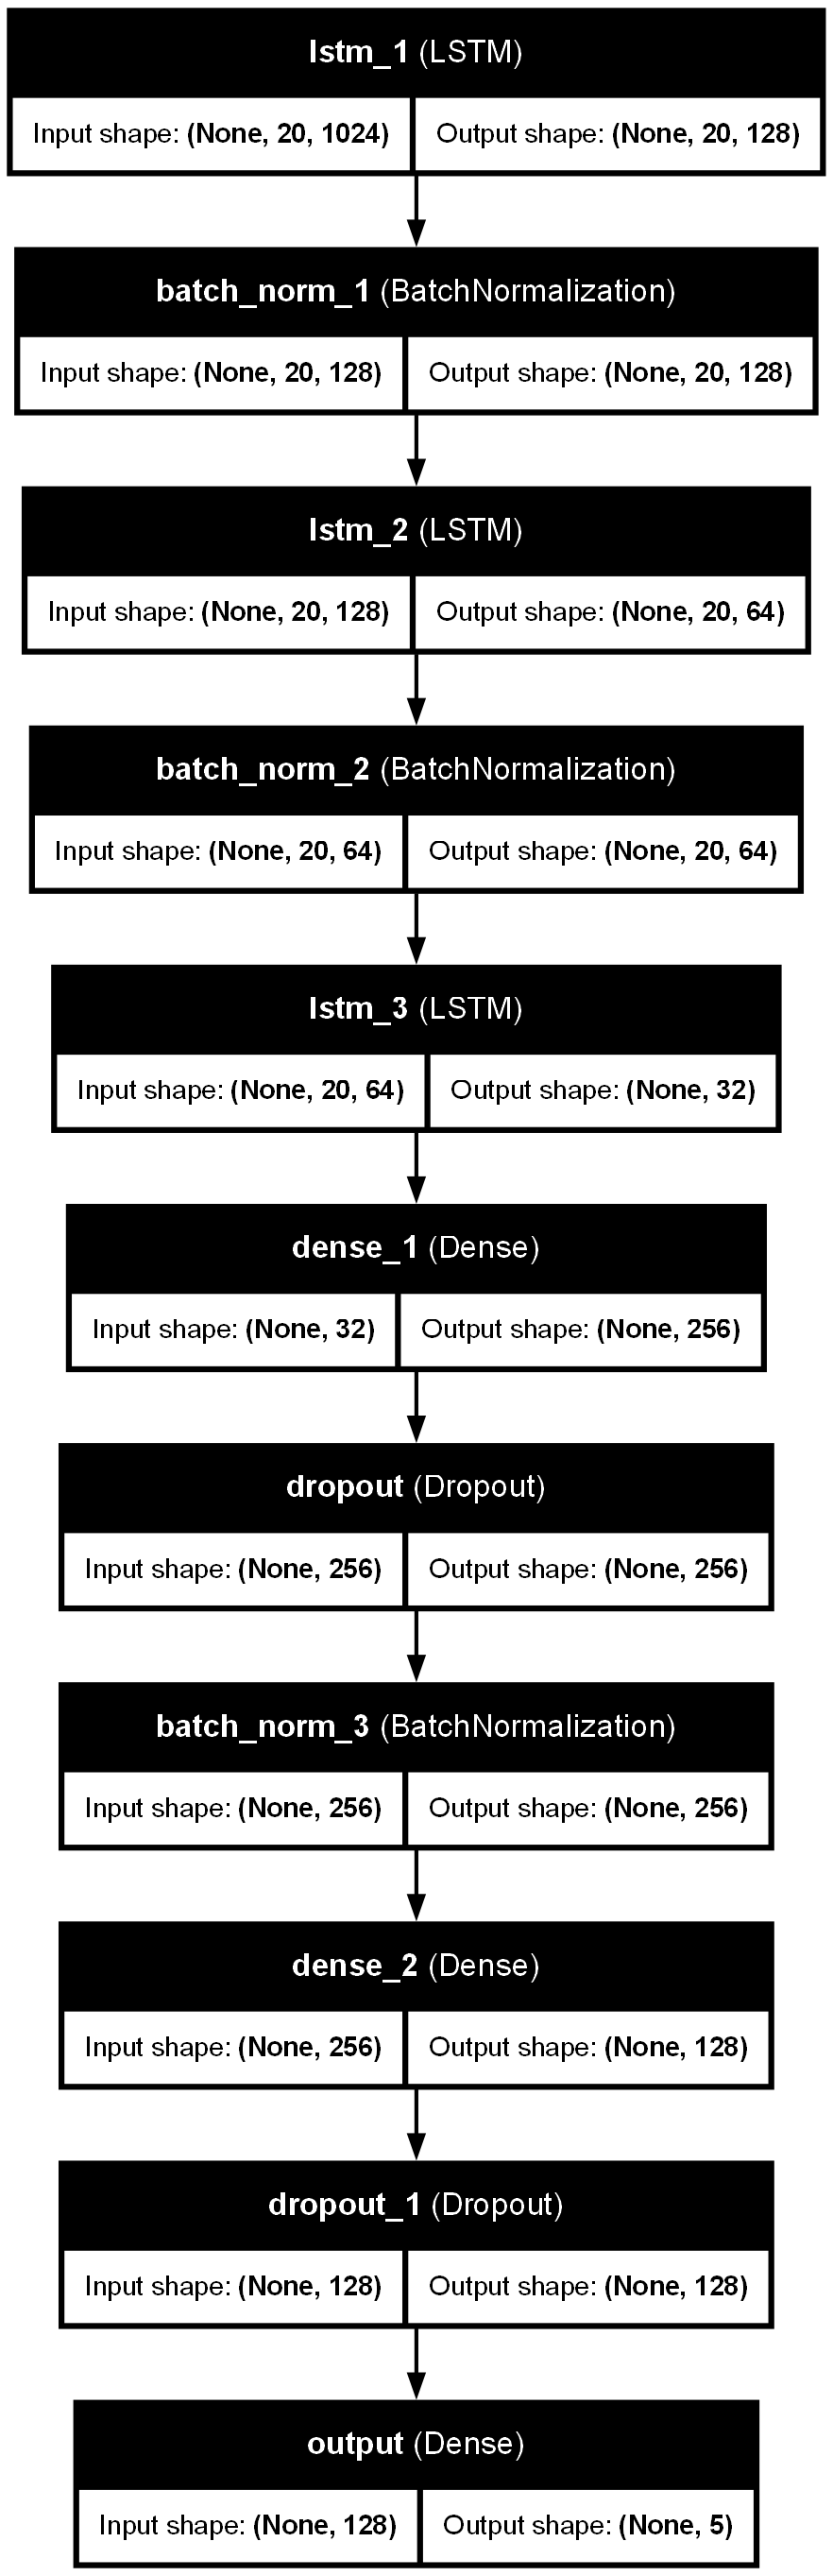 lstm_1 (LSTM)
Input shape: (None, 20, 1024) Output shape: (None, 20, 128)
batch_norm_1 (BatchNormalization)
Input shape: (None, 20, 128) Output shape: (None, 20, 128)
lstm_2 (LSTM)
Input shape: (None, 20, 128) Output shape: (None, 20, 64)
batch_norm_2 (BatchNormalization)
Input shape: (None, 20, 64) Output shape: (None, 20, 64)
lstm_3 (LSTM)
Input shape: (None, 20, 64) Output shape: (None, 32)
dense_1 (Dense)
Input shape: (None, 32) Output shape: (None, 256)
dropout (Dropout)
Input shape: (None, 256) Output shape: (None, 256)
batch_norm_3 (BatchNormalization)
Input shape: (None, 256) Output shape: (None, 256)
dense_2 (Dense)
Input shape: (None, 256) Output shape: (None, 128)
dropout_1 (Dropout)
Input shape: (None, 128) Output shape: (None, 128)
output (Dense)
Input shape: (None, 128) Output shape: (None, 5)